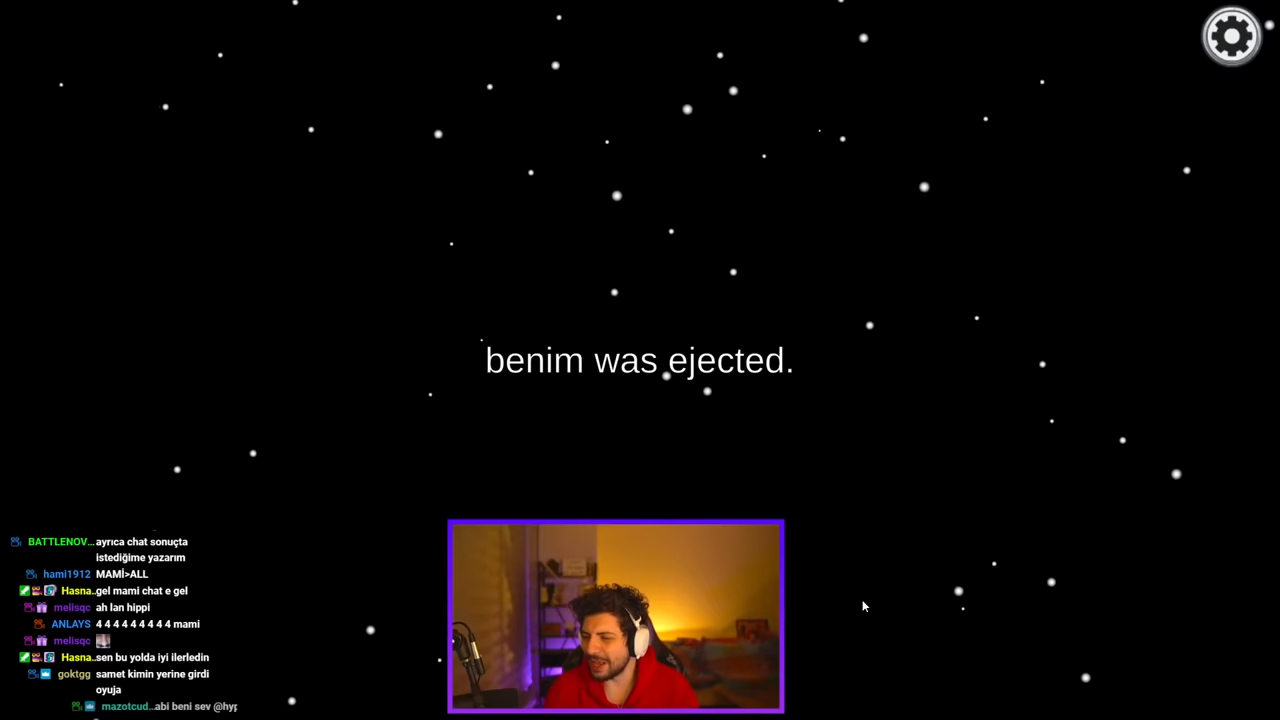 benim was ejected.
BATTLENOV... ayrıca chat sonuçta
istediğime yazarım
hami1912 MAMİ>ALL
Hasna.. gel mami chat e gel
melisqc ah lan hippi
ANLAYS 4 4 4 4 4 4 4 4 4 mami
melisqc
Hasna.. sen bu yolda iyi ilerledin
goktgg samet kimin yerine girdi
oyuja
mazotcud... abi beni sev @hyp